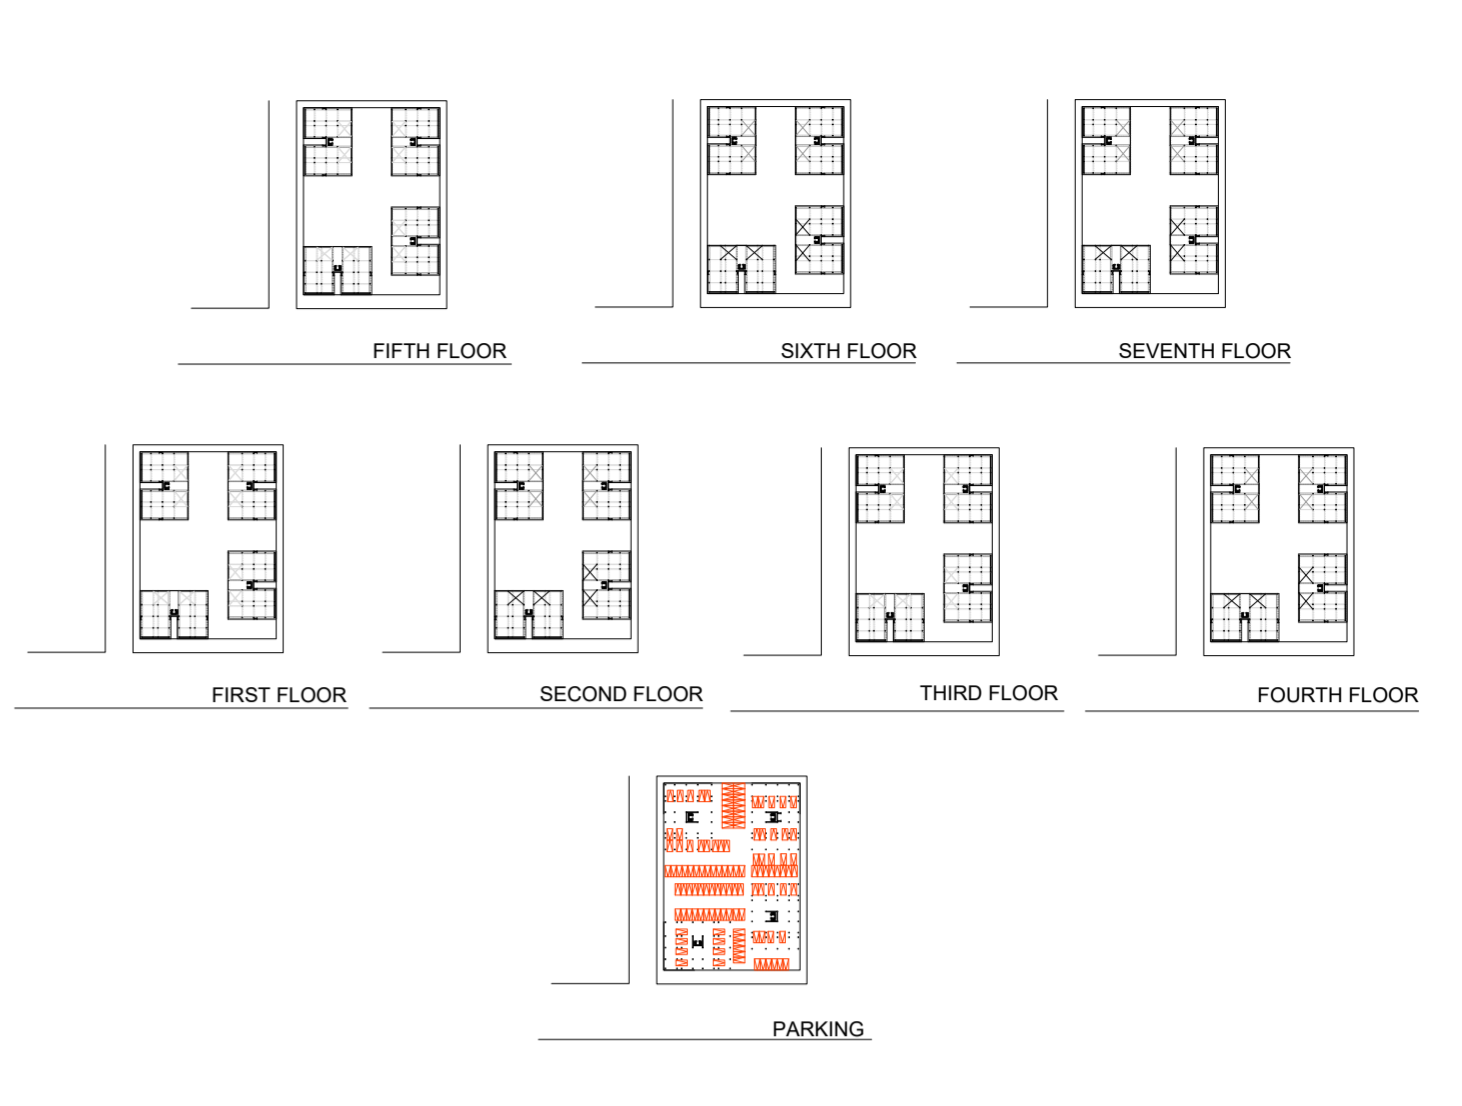 FIFTH FLOOR
SIXTH FLOOR
SEVENTH FLOOR
FIRST FLOOR
SECOND FLOOR
THIRD FLOOR
FOURTH FLOOR
PARKING